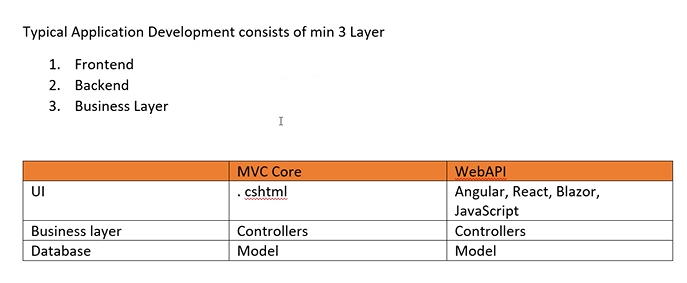 Typical Application Development consists of min 3 Layer
1. Frontend
2. Backend
3. Business Layer
MVC Core WebAPI
UI . cshtml Angular, React, Blazor,
JavaScript
Business layer Controllers Controllers
Database Model Model